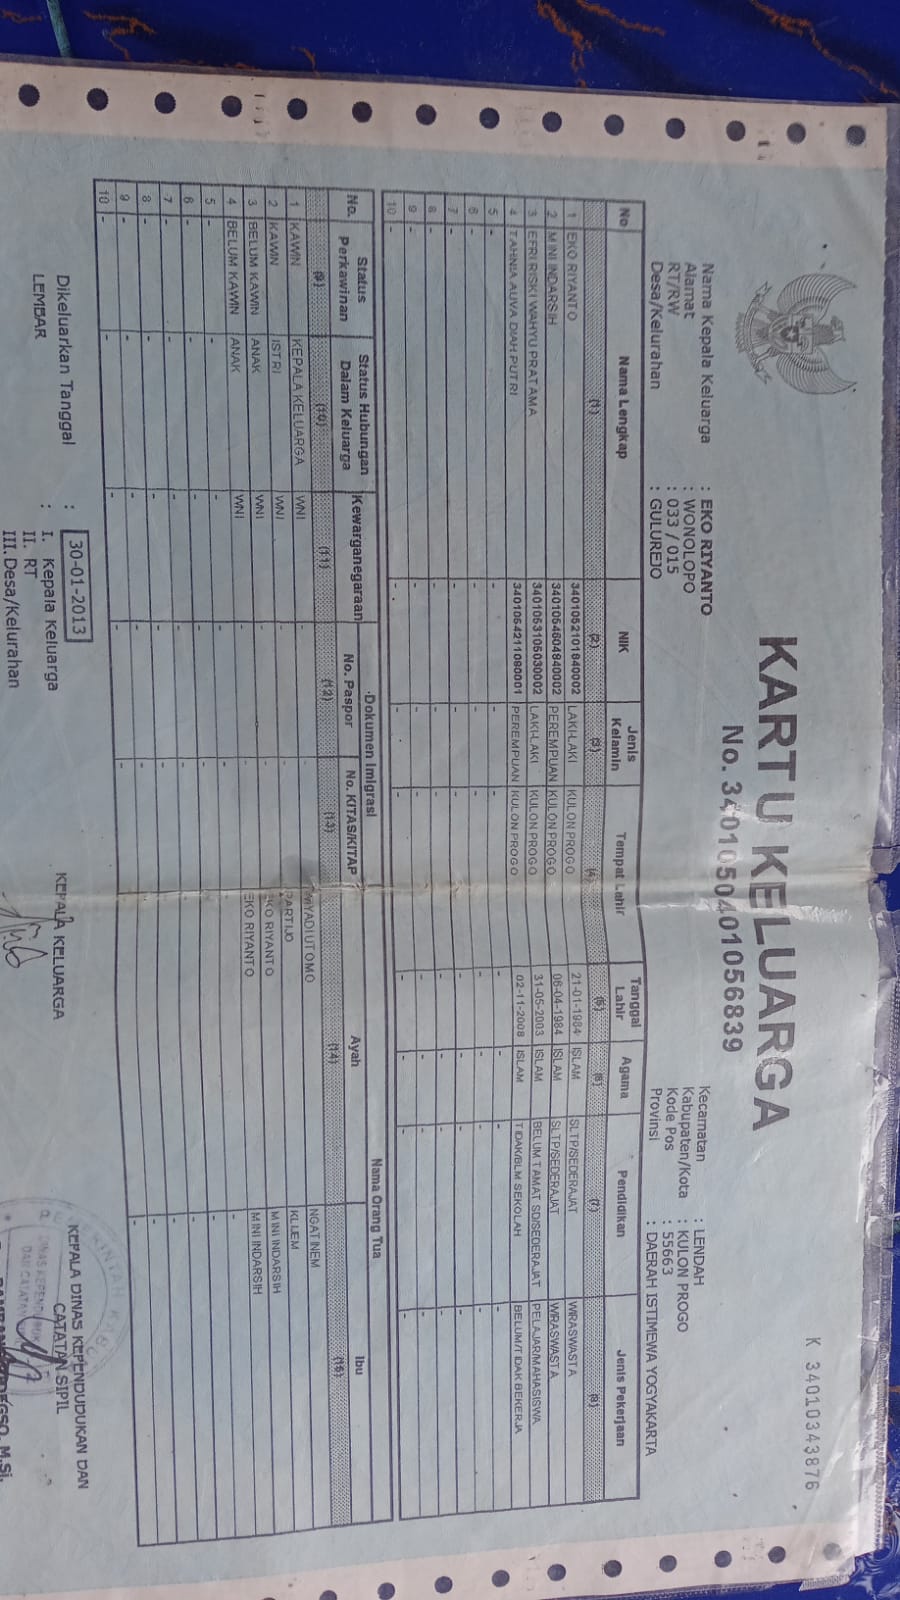 K 34010343876
KARTU KELUARGA
No. 3401050401056839
Nama Kepala Keluarga : EKO RIYANTO
Alamat : WONOLOPO
RT/RW : 033 / 015
Desa/Kelurahan : GULUREJO
Kecamatan : LENDAH
Kabupaten/Kota : KULON PROGO
Kode Pos : 55663
Provinsi : DAERAH ISTIMEWA YOGYAKARTA
No Nama Lengkap NIK Jenis Kelamin Tempat Lahir Tanggal Lahir Agama Pendidikan Jenis Pekerjaan
(1) (2) (3) (4) (5) (6) (7) (8)
1 EKO RIYANTO 3401052101840002 LAKI-LAKI KULON PROGO 21-01-1984 ISLAM SLTP/SEDERAJAT WIRASWASTA
2 MINI INDARSIH 3401054604840002 PEREMPUAN KULON PROGO 06-04-1984 ISLAM SLTP/SEDERAJAT WIRASWASTA
3 EFRI RISKI WAHYU PRATAMA 3401053105030002 LAKI-LAKI KULON PROGO 31-05-2003 ISLAM BELUM TAMAT SD/SEDERAJAT PELAJAR/MAHASISWA
4 TAHNIA AUVA DIAH PUTRI 3401054211080001 PEREMPUAN KULON PROGO 02-11-2008 ISLAM TIDAK/BLM SEKOLAH BELUM/TIDAK BEKERJA
5 - - - - - - - -
6 - - - - - - - -
7 - - - - - - - -
8 - - - - - - - -
9 - - - - - - - -
10 - - - - - - - -
No. Status Perkawinan Status Hubungan Dalam Keluarga Kewarganegaraan Dokumen Imigrasi Nama Orang Tua
No. Paspor No. KITAS/KITAP Ayah Ibu
(9) (10) (11) (12) (13) (14) (15)
1 KAWIN KEPALA KELUARGA WNI - - YADI UTOMO NGATINEM
2 KAWIN ISTRI WNI - - PARTIJO KLIJEM
3 BELUM KAWIN ANAK WNI - - EKO RIYANTO MINI INDARSIH
4 BELUM KAWIN ANAK WNI - - EKO RIYANTO MINI INDARSIH
5 - - - - - - -
6 - - - - - - -
7 - - - - - - -
8 - - - - - - -
9 - - - - - - -
10 - - - - - - -
Dikeluarkan Tanggal : 30-01-2013
LEMBAR : I. Kepala Keluarga
II. RT
III. Desa/Kelurahan
KEPALA KELUARGA
KEPALA DINAS KEPENDUDUKAN DAN
CATATAN SIPIL
M.Si.